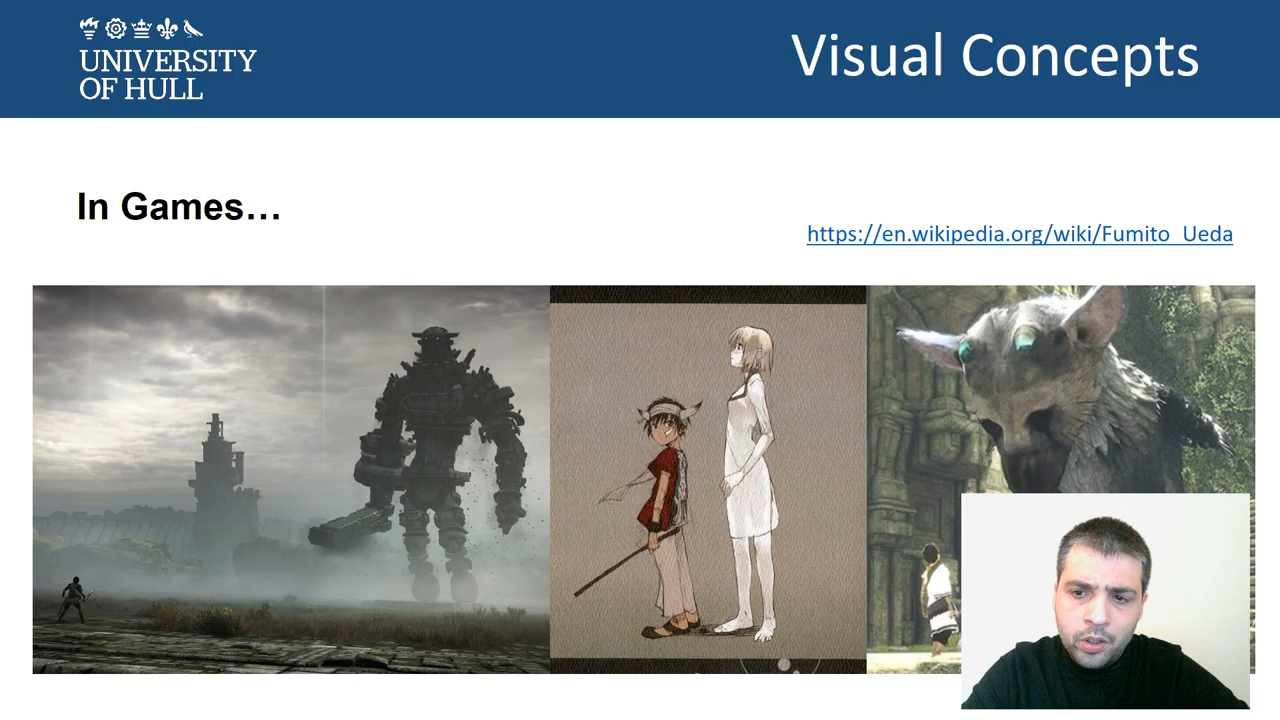 UNIVERSITY
OF HULL
Visual Concepts
In Games…
https://en.wikipedia.org/wiki/Fumito_Ueda